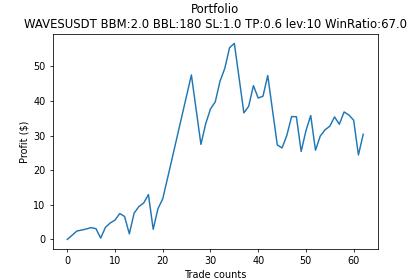 Portfolio
WAVESUSDT BBM:2.0 BBL:180 SL:1.0 TP:0.6 lev:10 WinRatio:67.0
Profit ($)
50
40
30
20
10
0
0 10 20 30 40 50 60
Trade counts